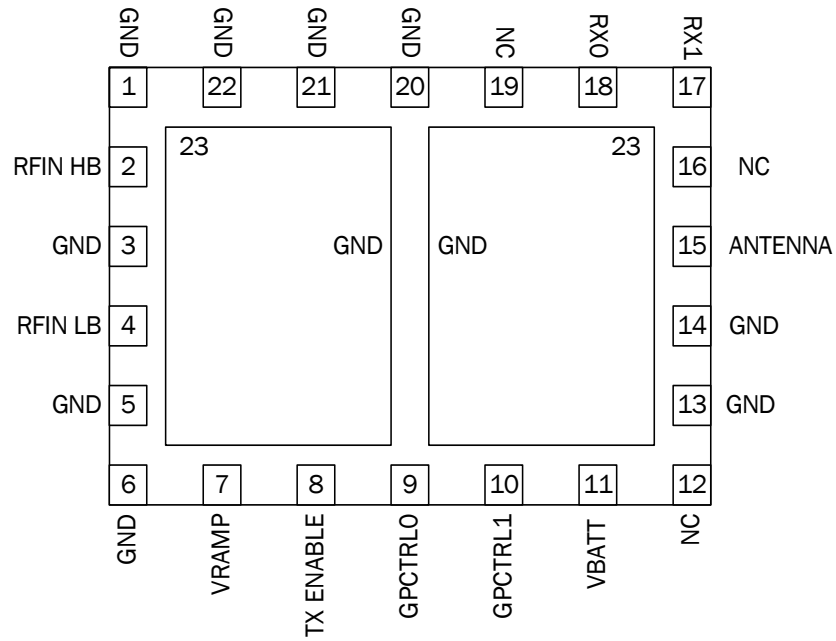 GND
GND
GND
GND
NC
RX0
RX1
1
22
21
20
19
18
17
23
23
RFIN HB
2
16
NC
GND
3
GND
GND
15
ANTENNA
RFIN LB
4
14
GND
GND
5
13
GND
6
7
8
9
10
11
12
GND
VRAMP
TX ENABLE
GPCTRL0
GPCTRL1
VBATT
NC